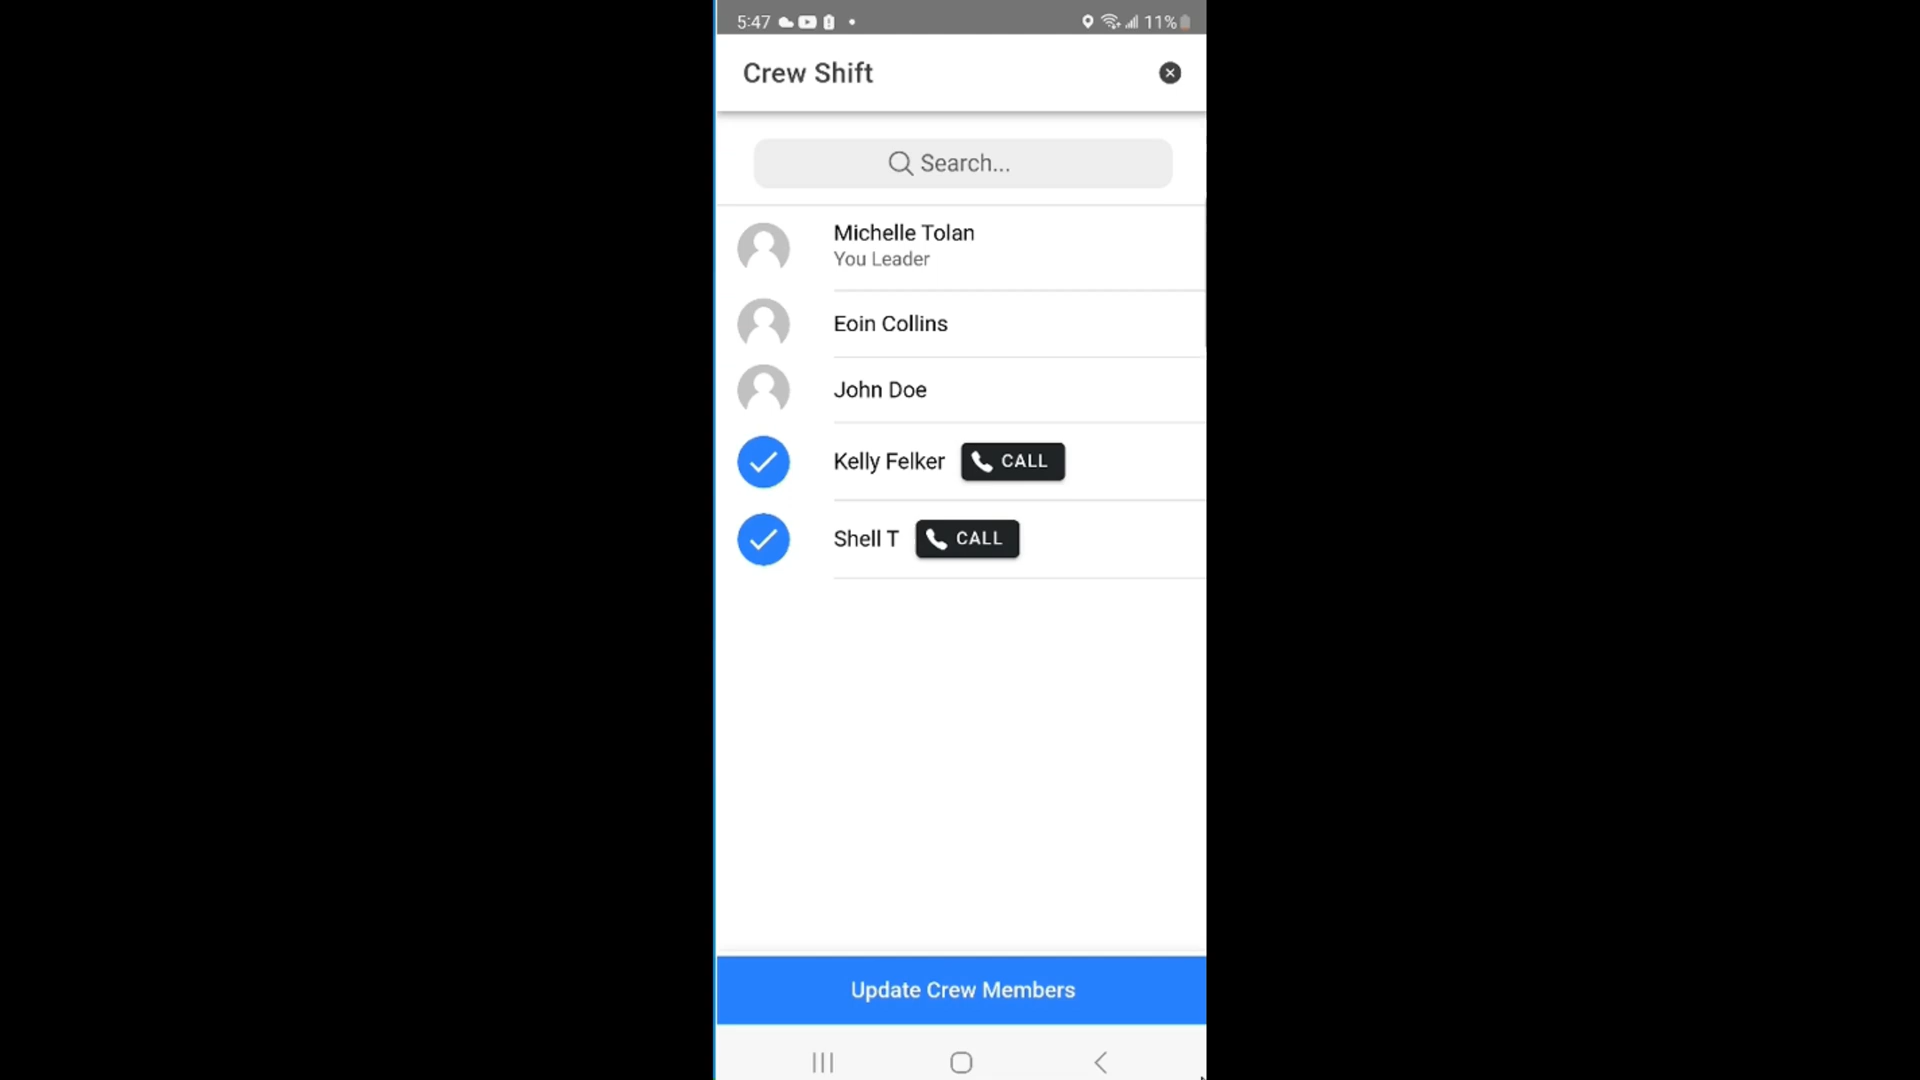 5:47 11%
Crew Shift
Search...
Michelle Tolan
You Leader
Eoin Collins
John Doe
Kelly Felker CALL
Shell T CALL
Update Crew Members